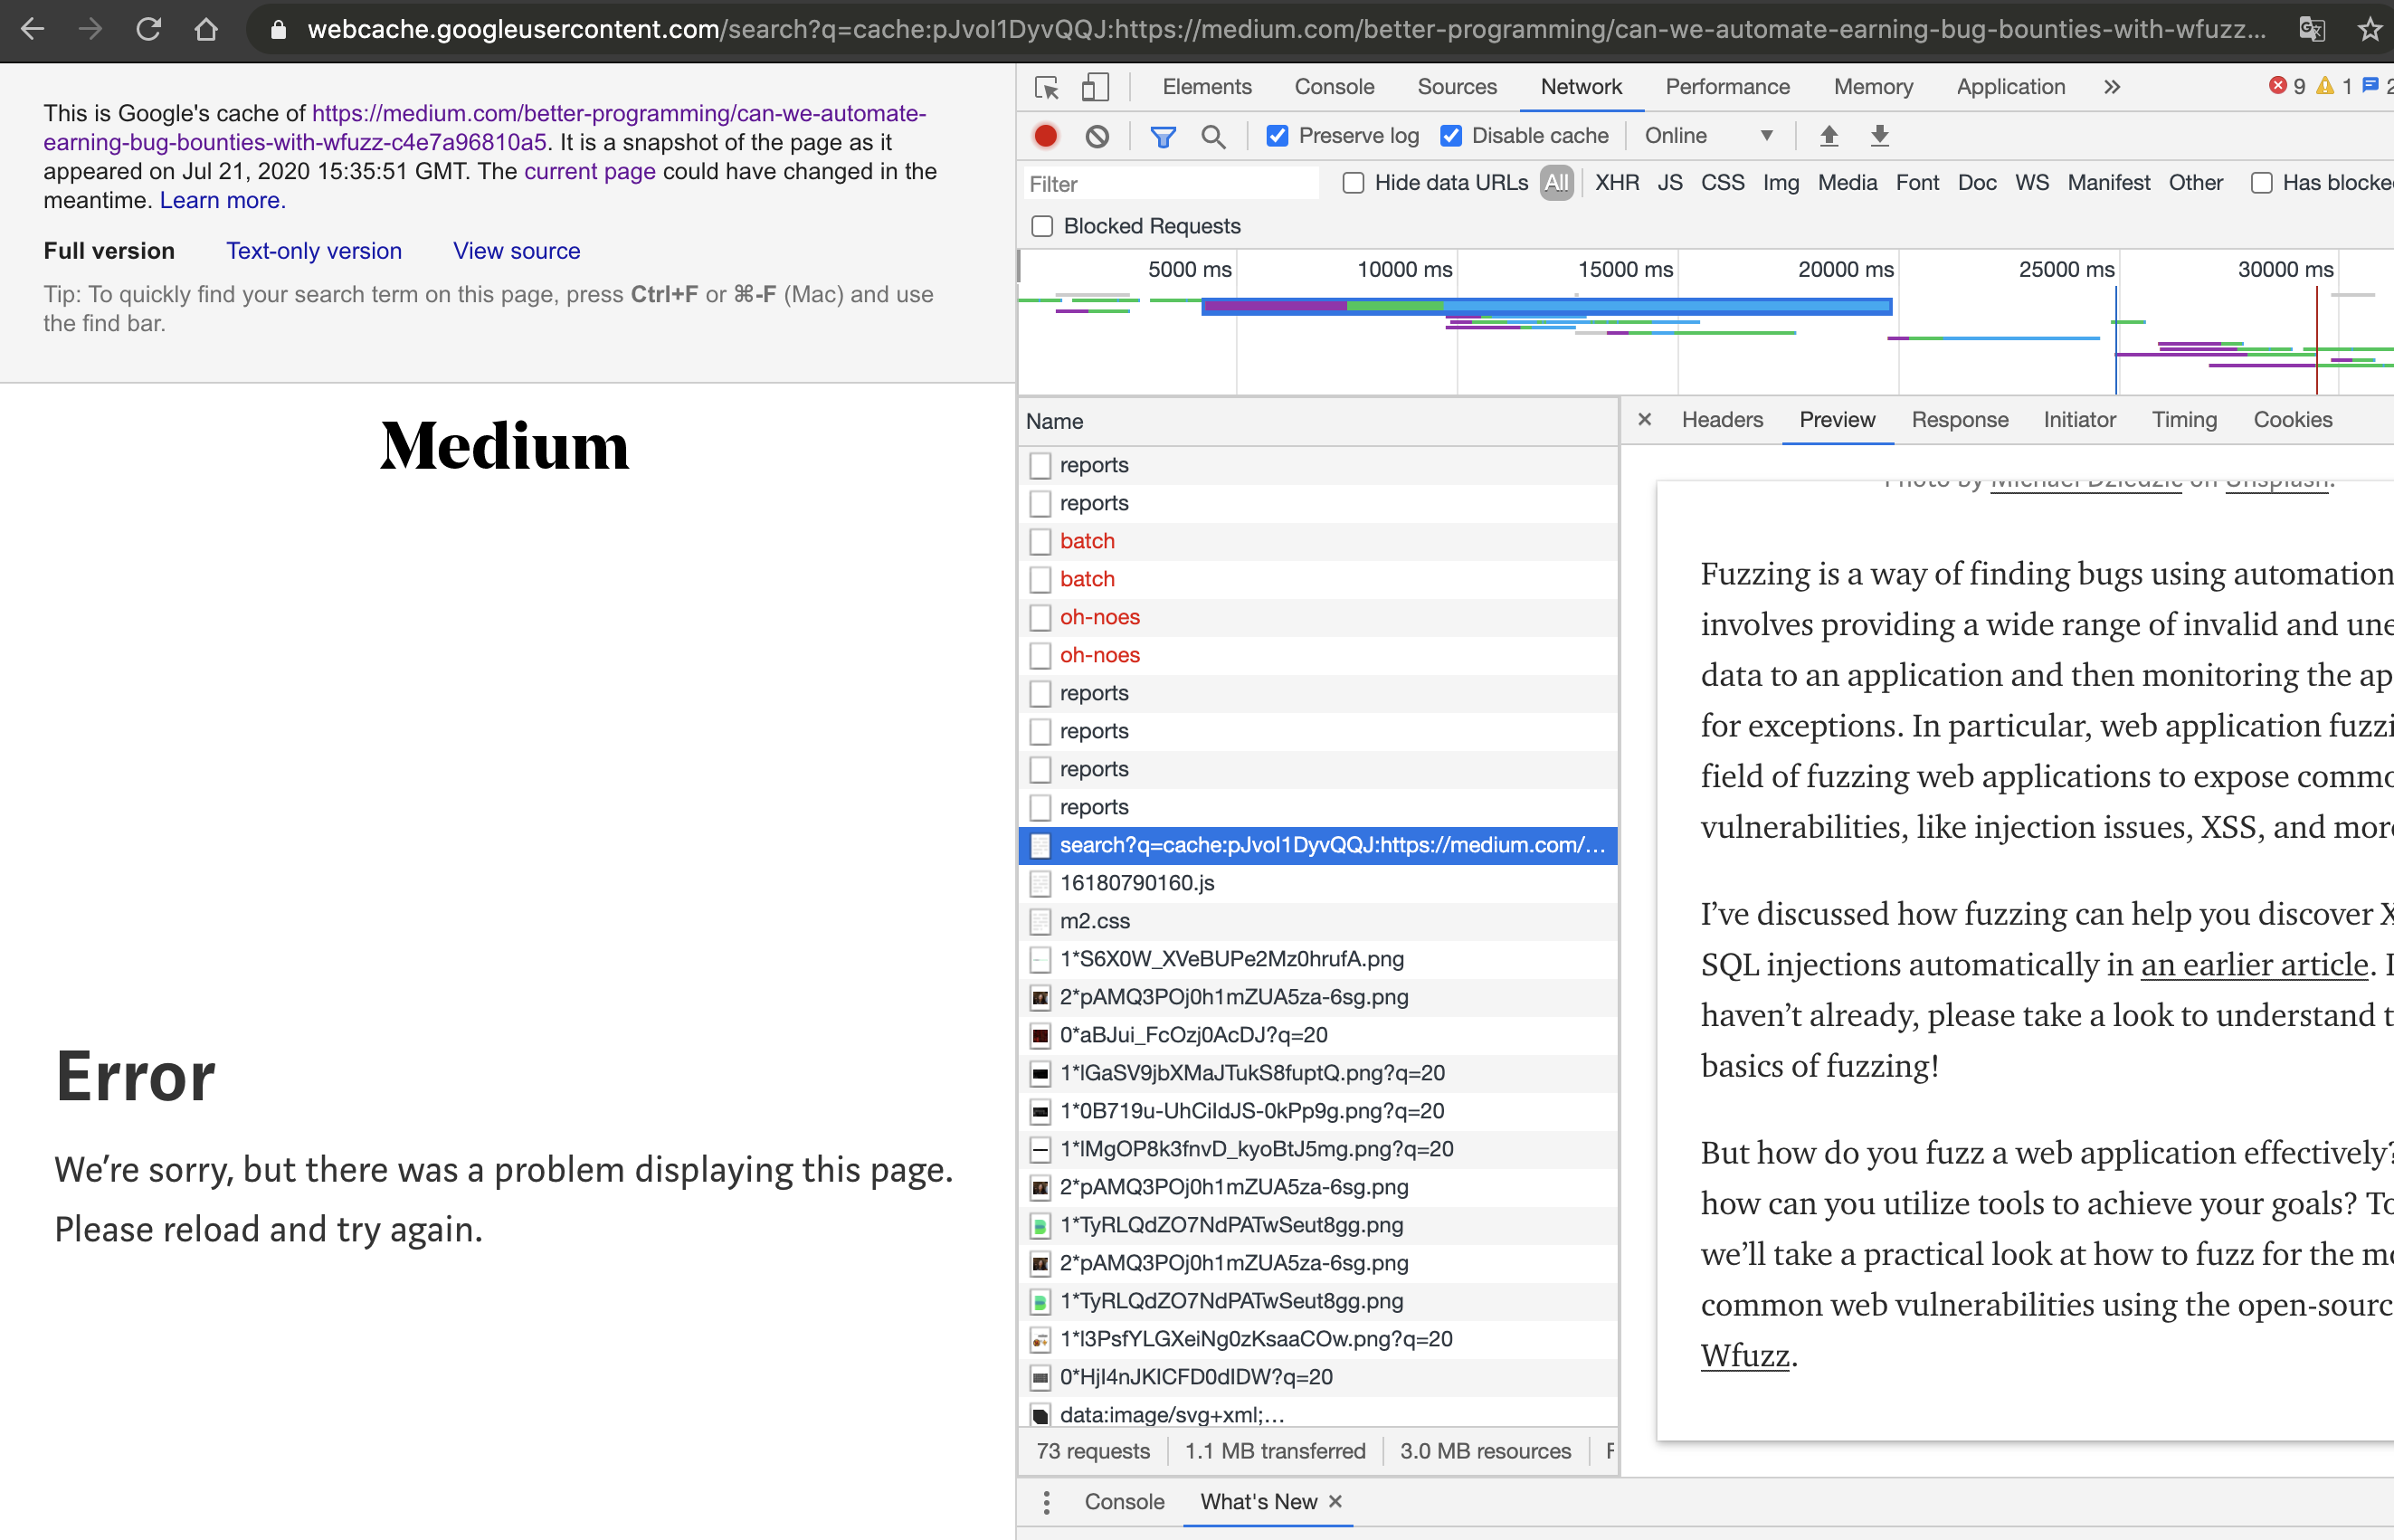 webcache.googleusercontent.com/search?q=cache:pJvoI1DyvQQJ:https://medium.com/better-programming/can-we-automate-earning-bug-bounties-with-wfuzz...
This is Google's cache of https://medium.com/better-programming/can-we-automate-
earning-bug-bounties-with-wfuzz-c4e7a96810a5. It is a snapshot of the page as it
appeared on Jul 21, 2020 15:35:51 GMT. The current page could have changed in the
meantime. Learn more.
Full version Text-only version View source
Tip: To quickly find your search term on this page, press Ctrl+F or ⌘-F (Mac) and use
the find bar.
Medium
Error
We’re sorry, but there was a problem displaying this page.
Please reload and try again.
Elements Console Sources Network Performance Memory Application » 9 1 2
Preserve log Disable cache Online
Filter Hide data URLs All XHR JS CSS Img Media Font Doc WS Manifest Other Has blocke
Blocked Requests
5000 ms 10000 ms 15000 ms 20000 ms 25000 ms 30000 ms
Name
reports
reports
batch
batch
oh-noes
oh-noes
reports
reports
reports
reports
search?q=cache:pJvoI1DyvQQJ:https://medium.com/...
16180790160.js
m2.css
1*S6X0W_XVeBUPe2Mz0hrufA.png
2*pAMQ3POj0h1mZUA5za-6sg.png
0*aBJui_FcOzj0AcDJ?q=20
1*lGaSV9jbXMaJTukS8fuptQ.png?q=20
1*0B719u-UhCiIdJS-0kPp9g.png?q=20
1*lMgOP8k3fnvD_kyoBtJ5mg.png?q=20
2*pAMQ3POj0h1mZUA5za-6sg.png
1*TyRLQdZO7NdPATwSeut8gg.png
2*pAMQ3POj0h1mZUA5za-6sg.png
1*TyRLQdZO7NdPATwSeut8gg.png
1*l3PsfYLGXeiNg0zKsaaCOw.png?q=20
0*HjI4nJKlCFD0dIDW?q=20
data:image/svg+xml;...
73 requests 1.1 MB transferred 3.0 MB resources F
Headers Preview Response Initiator Timing Cookies
Photo by Michael Dziedzic on Unsplash.
Fuzzing is a way of finding bugs using automation
involves providing a wide range of invalid and une
data to an application and then monitoring the ap
for exceptions. In particular, web application fuzzi
field of fuzzing web applications to expose commo
vulnerabilities, like injection issues, XSS, and more
I’ve discussed how fuzzing can help you discover X
SQL injections automatically in an earlier article. I
haven’t already, please take a look to understand t
basics of fuzzing!
But how do you fuzz a web application effectively?
how can you utilize tools to achieve your goals? To
we’ll take a practical look at how to fuzz for the mo
common web vulnerabilities using the open-sourc
Wfuzz.
Console What's New